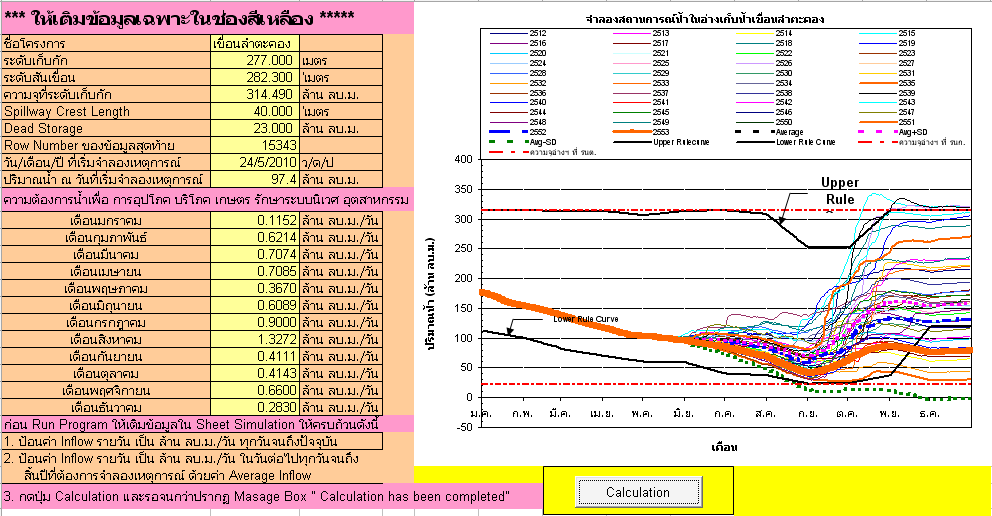 *** ให้เติมข้อมูลเฉพาะในช่องสีเหลือง *****
ชื่อโครงการ เขื่อนลำตะคอง
ระดับเก็บกัก 277.000 เมตร
ระดับสันเขื่อน 282.300 'เมตร
ความจุที่ระดับเก็บกัก 314.490 ล้าน ลบ.ม.
Spillway Crest Length 40.000 'เมตร
Dead Storage 23.000 ล้าน ลบ.ม.
Row Number ของข้อมูลสุดท้าย 15343
วัน/เดือน/ปี ที่เริ่มจำลองเหตุการณ์ 24/5/2010 ว/ด/ป
ปริมาณน้ำ ณ วันที่เริ่มจำลองเหตุการณ์ 97.4 ล้าน ลบ.ม.
ความต้องการน้ำเพื่อ การอุปโภค บริโภค เกษตร รักษาระบบนิเวศ อุตสาหกรรม
เดือนมกราคม 0.1152 ล้าน ลบ.ม./วัน
เดือนกุมภาพันธ์ 0.6214 ล้าน ลบ.ม./วัน
เดือนมีนาคม 0.7074 ล้าน ลบ.ม./วัน
เดือนเมษายน 0.7085 ล้าน ลบ.ม./วัน
เดือนพฤษภาคม 0.3670 ล้าน ลบ.ม./วัน
เดือนมิถุนายน 0.6089 ล้าน ลบ.ม./วัน
เดือนกรกฎาคม 0.9000 ล้าน ลบ.ม./วัน
เดือนสิงหาคม 1.3272 ล้าน ลบ.ม./วัน
เดือนกันยายน 0.4111 ล้าน ลบ.ม./วัน
เดือนตุลาคม 0.4143 ล้าน ลบ.ม./วัน
เดือนพฤศจิกายน 0.6600 ล้าน ลบ.ม./วัน
เดือนธันวาคม 0.2830 ล้าน ลบ.ม./วัน
ก่อน Run Program ให้เติมข้อมูลใน Sheet Simulation ให้ครบถ้วนดังนี้
1. ป้อนค่า Inflow รายวัน เป็น ล้าน ลบ.ม./วัน ทุกวันจนถึงปัจจุบัน
2. ป้อนค่า Inflow รายวัน เป็น ล้าน ลบ.ม./วัน ในวันต่อไปทุกวันจนถึง
สิ้นปีที่ต้องการจำลองเหตุการณ์ ด้วยค่า Average Inflow
3. กดปุ่ม Calculation และรอจนกว่าปรากฏ Masage Box " Calculation has been completed"
จำลองสถานการณ์น้ำในอ่างเก็บน้ำเขื่อนลำตะคอง
2512 2513 2514 2515
2516 2517 2518 2519
2520 2521 2522 2523
2524 2525 2526 2527
2528 2529 2530 2531
2532 2533 2534 2535
2536 2537 2538 2539
2540 2541 2542 2543
2544 2545 2546 2547
2548 2549 2550 2551
2552 2553 Average Avg+SD
Avg-SD Upper Rulecurve Lower Rule Curve ความจุอ่างฯ ที่ รนก.
ความจุอ่างฯ ที่ รนต.
400
350
300
250
200
150
100
50
0
-50
ปริมาณน้ำ (ล้าน ลบ.ม.)
Upper
Rule
Lower Rule Curve
ม.ค. ก.พ. มี.ค. เม.ย. พ.ค. มิ.ย. ก.ค. ส.ค. ก.ย. ต.ค. พ.ย. ธ.ค.
เดือน
Calculation